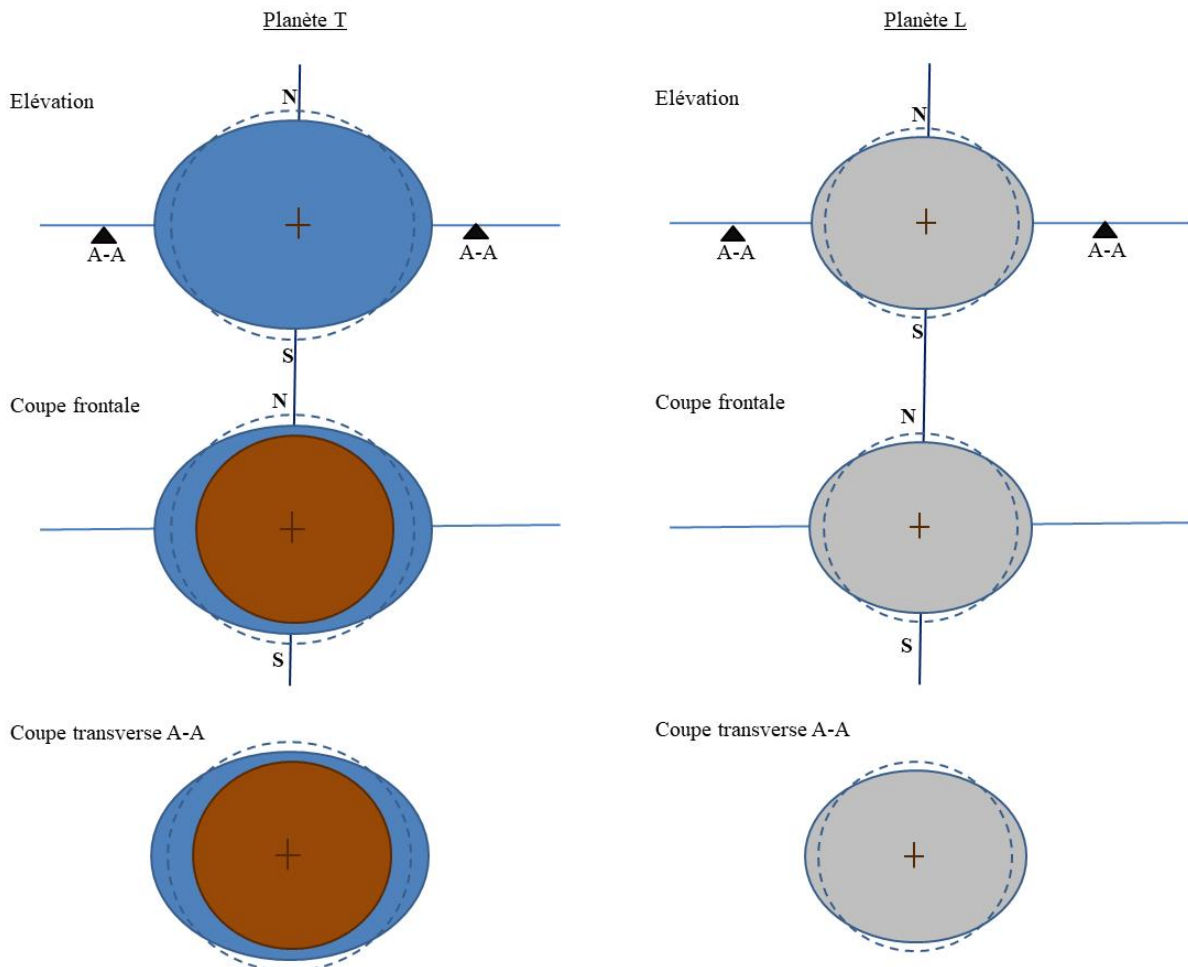 Planète T
Elévation
N
A-A
A-A
S
Coupe frontale
N
S
Coupe transverse A-A
Planète L
Elévation
N
A-A
A-A
S
Coupe frontale
N
S
Coupe transverse A-A